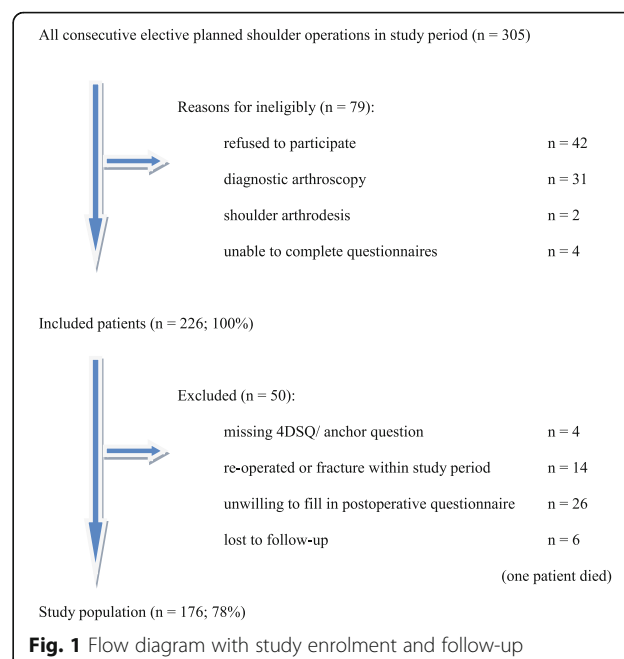 All consecutive elective planned shoulder operations in study period (n = 305)
Reasons for ineligibly (n = 79):
refused to participate n = 42
diagnostic arthroscopy n = 31
shoulder arthrodesis n = 2
unable to complete questionnaires n = 4
Included patients (n = 226; 100%)
Excluded (n = 50):
missing 4DSQ/ anchor question n = 4
re-operated or fracture within study period n = 14
unwilling to fill in postoperative questionnaire n = 26
lost to follow-up n = 6
(one patient died)
Study population (n = 176; 78%)
Fig. 1 Flow diagram with study enrolment and follow-up